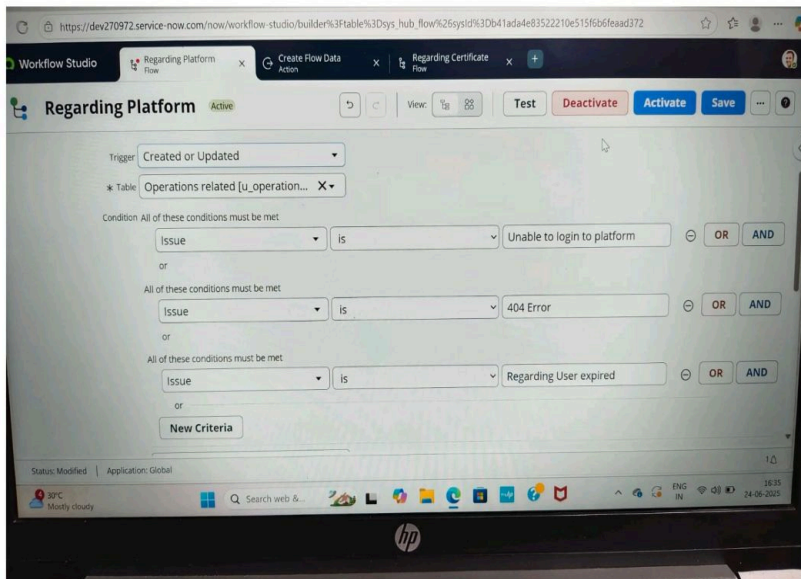 https://dev270972.service-now.com/now/workflow-studio/builder%3Ftable%3Dsys_hub_flow%26sysId%3Db41ada4e83522210e515f6b6feaad372
Workflow Studio
Regarding Platform
Flow
Create Flow Data
Action
Regarding Certificate
Flow
Regarding Platform Active
View:
Test
Deactivate
Activate
Save
Trigger Created or Updated
* Table Operations related [u_operation...
Condition All of these conditions must be met
Issue is Unable to login to platform OR AND
or
All of these conditions must be met
Issue is 404 Error OR AND
or
All of these conditions must be met
Issue is Regarding User expired OR AND
or
New Criteria
Status: Modified | Application: Global
30°C
Mostly cloudy
Search web &...
ENG
IN
16:35
24-06-2025
hp